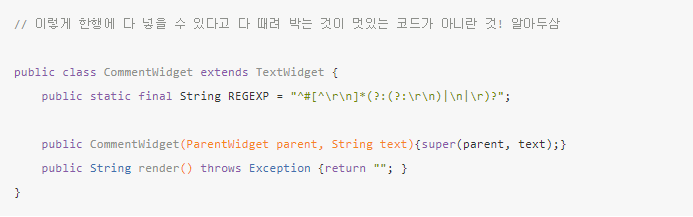 // 이렇게 한행에 다 넣을 수 있다고 다 때려 박는 것이 멋있는 코드가 아니란 것! 알아두삼
public class CommentWidget extends TextWidget {
    public static final String REGEXP = "^#[^\r\n]*(?:(?:\r\n)|\n|\r)?";
    public CommentWidget(ParentWidget parent, String text){super(parent, text);}
    public String render() throws Exception {return ""; }
}